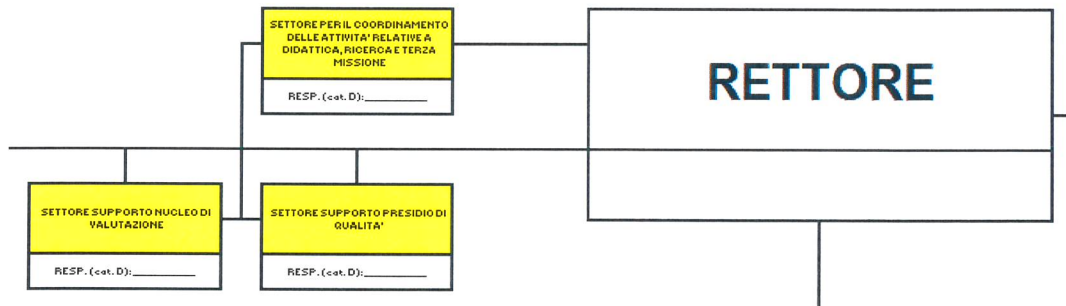 SETTORE PER IL COORDINAMENTO
DELLE ATTIVITA' RELATIVE A
DIDATTICA, RICERCA E TERZA
MISSIONE
RESP. (cat. D):__________
RETTORE
SETTORE SUPPORTO NUCLEO DI
VALUTAZIONE
RESP. (cat. D):__________
SETTORE SUPPORTO PRESIDIO DI
QUALITA'
RESP. (cat. D):__________